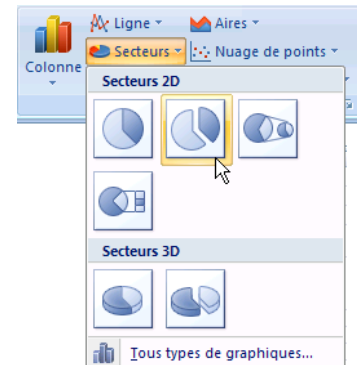 Ligne
Aires
Secteurs
Nuage de points
Colonne
Secteurs 2D
Secteurs 3D
Tous types de graphiques...